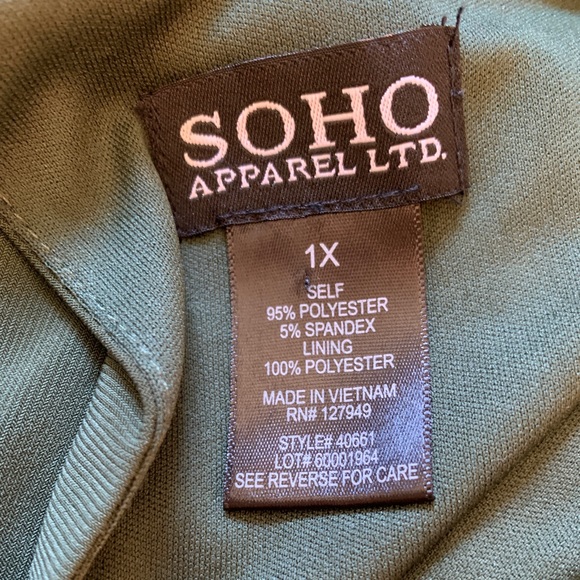 SOHO
APPAREL LTD.
1X
SELF
95% POLYESTER
5% SPANDEX
LINING
100% POLYESTER
MADE IN VIETNAM
RN# 127949
STYLE# 40661
LOT# 60001964
SEE REVERSE FOR CARE